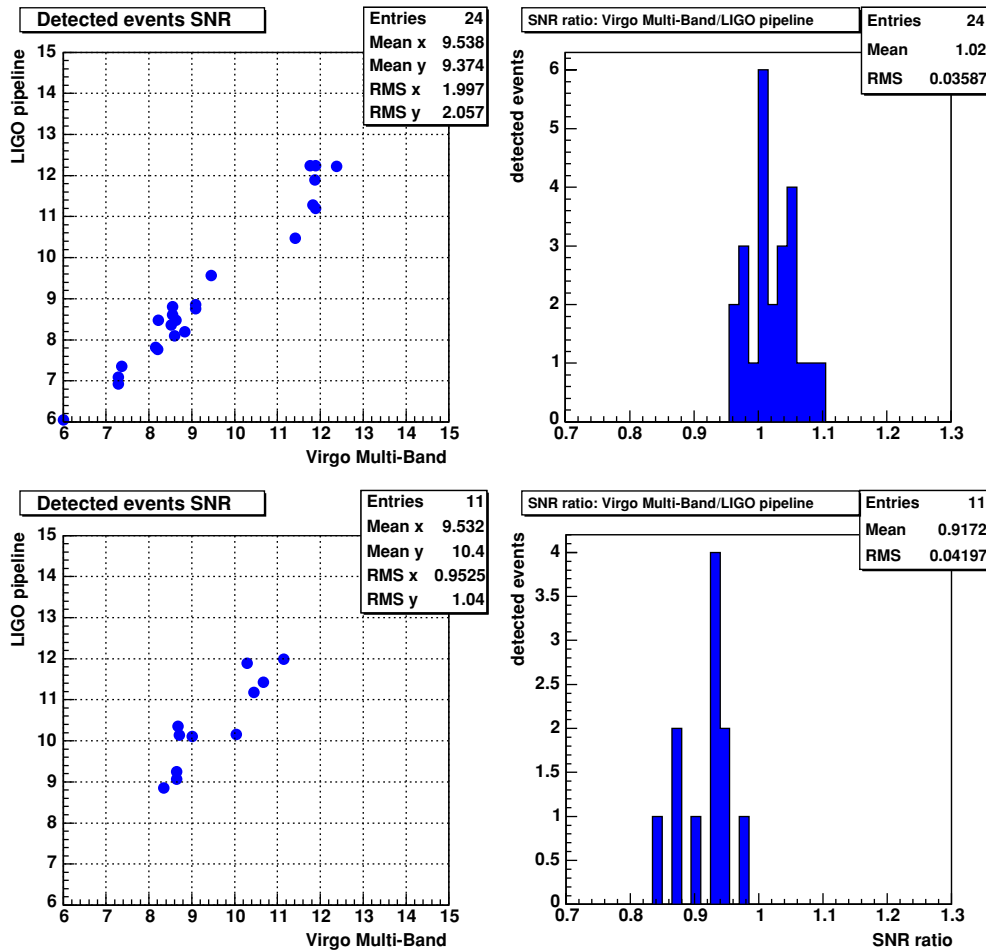 Detected events SNR
Entries 24
Mean x 9.538
Mean y 9.374
RMS x 1.997
RMS y 2.057
LIGO pipeline
15
14
13
12
11
10
9
8
7
6
6 7 8 9 10 11 12 13 14 15
Virgo Multi-Band
SNR ratio: Virgo Multi-Band/LIGO pipeline
Entries 24
Mean 1.02
RMS 0.03587
detected events
6
5
4
3
2
1
0
0.7 0.8 0.9 1 1.1 1.2 1.3
Detected events SNR
Entries 11
Mean x 9.532
Mean y 10.4
RMS x 0.9525
RMS y 1.04
LIGO pipeline
15
14
13
12
11
10
9
8
7
6
6 7 8 9 10 11 12 13 14 15
Virgo Multi-Band
SNR ratio: Virgo Multi-Band/LIGO pipeline
Entries 11
Mean 0.9172
RMS 0.04197
detected events
4
3.5
3
2.5
2
1.5
1
0.5
0
0.7 0.8 0.9 1 1.1 1.2 1.3
SNR ratio